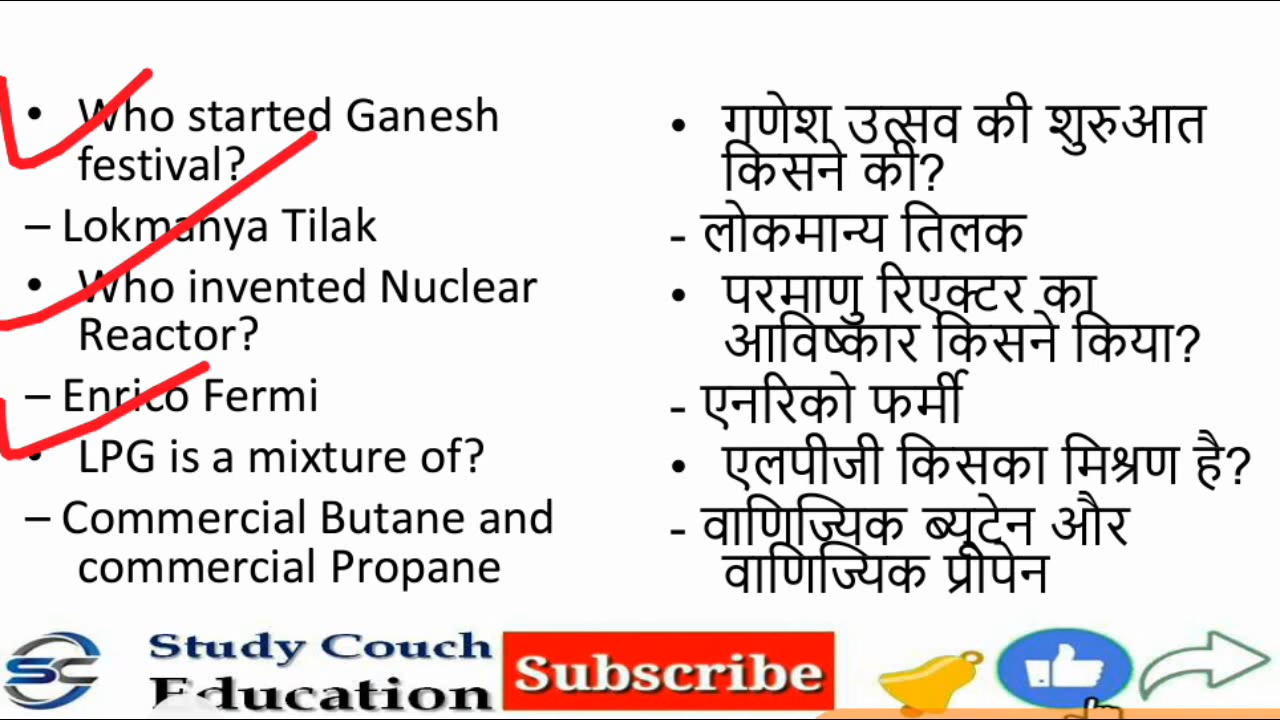 • Who started Ganesh
festival?
– Lokmanya Tilak
• Who invented Nuclear
Reactor?
– Enrico Fermi
• LPG is a mixture of?
– Commercial Butane and
commercial Propane
• गणेश उत्सव की शुरुआत
किसने की?
- लोकमान्य तिलक
• परमाणु रिएक्टर का
आविष्कार किसने किया?
- एनरिको फर्मी
• एलपीजी किसका मिश्रण है?
- वाणिज्यिक ब्यूटेन और
वाणिज्यिक प्रोपेन
SC
Study Couch
Education
Subscribe